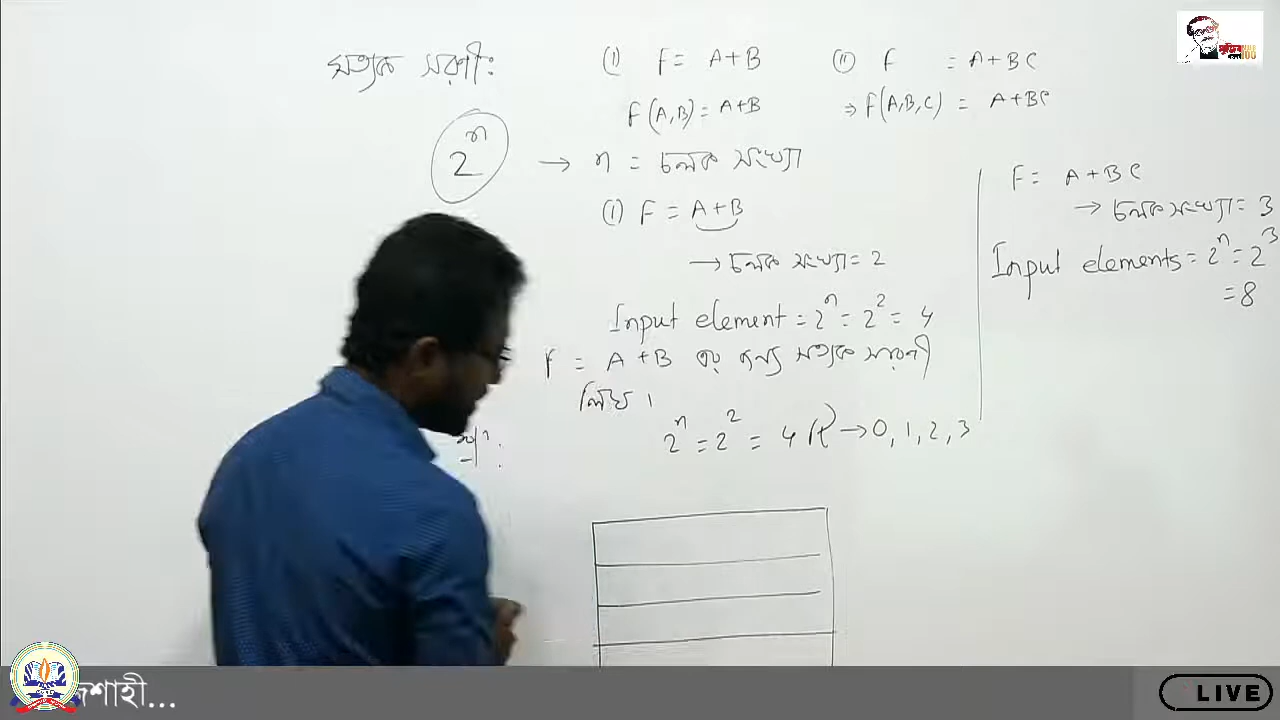 সত্যক সারণী:
(i) F = A+B
(ii) F = A+BC
F(A,B) = A+B
⇒ F(A,B,C) = A+BC
2ⁿ → n = চলক সংখ্যা
(i) F = A+B
→ চলক সংখ্যা = 2
Input element = 2ⁿ = 2² = 4
F = A+B এর জন্য সত্যক সারণী
লিখ।
2ⁿ = 2² = 4 টি → 0, 1, 2, 3
F = A+BC
→ চলক সংখ্যা = 3
Input elements = 2ⁿ = 2³
= 8
জশাহী...
LIVE